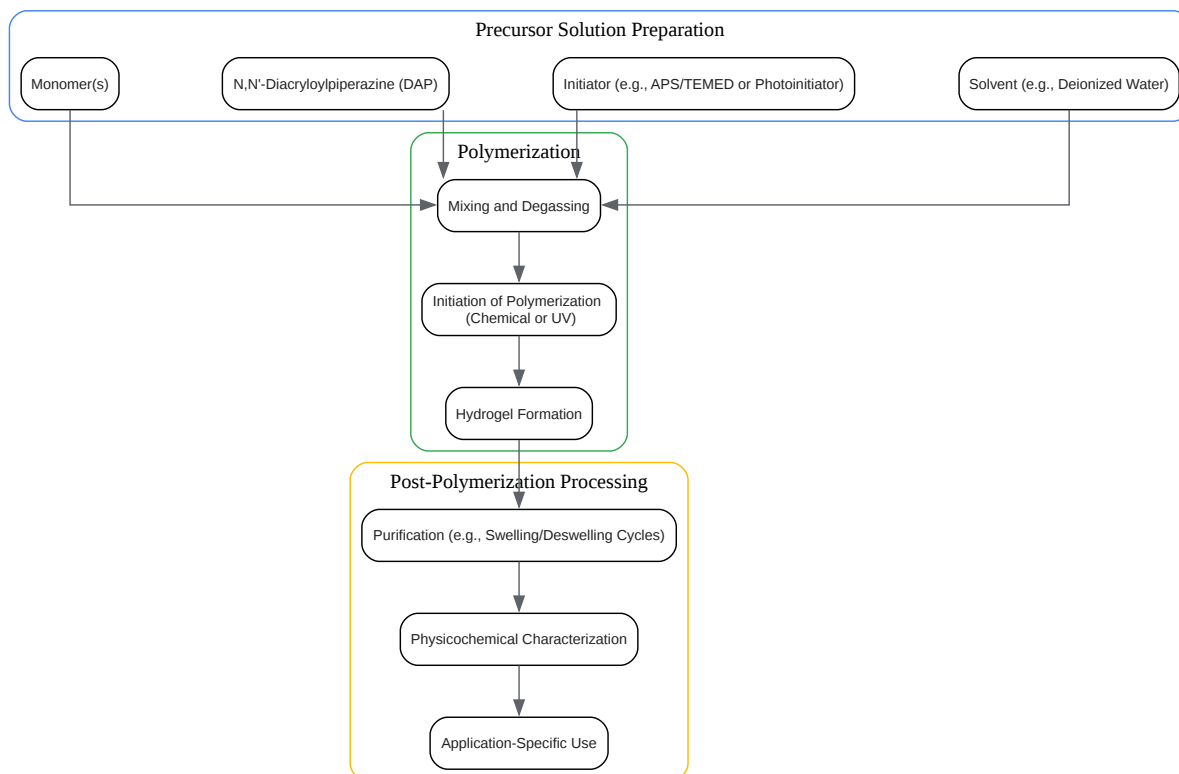 Precursor Solution Preparation
Monomer(s)
N,N'-Diacryloylpiperazine (DAP)
Initiator (e.g., APS/TEMED or Photoinitiator)
Solvent (e.g., Deionized Water)
Polymerization
Mixing and Degassing
Initiation of Polymerization
(Chemical or UV)
Hydrogel Formation
Post-Polymerization Processing
Purification (e.g., Swelling/Deswelling Cycles)
Physicochemical Characterization
Application-Specific Use